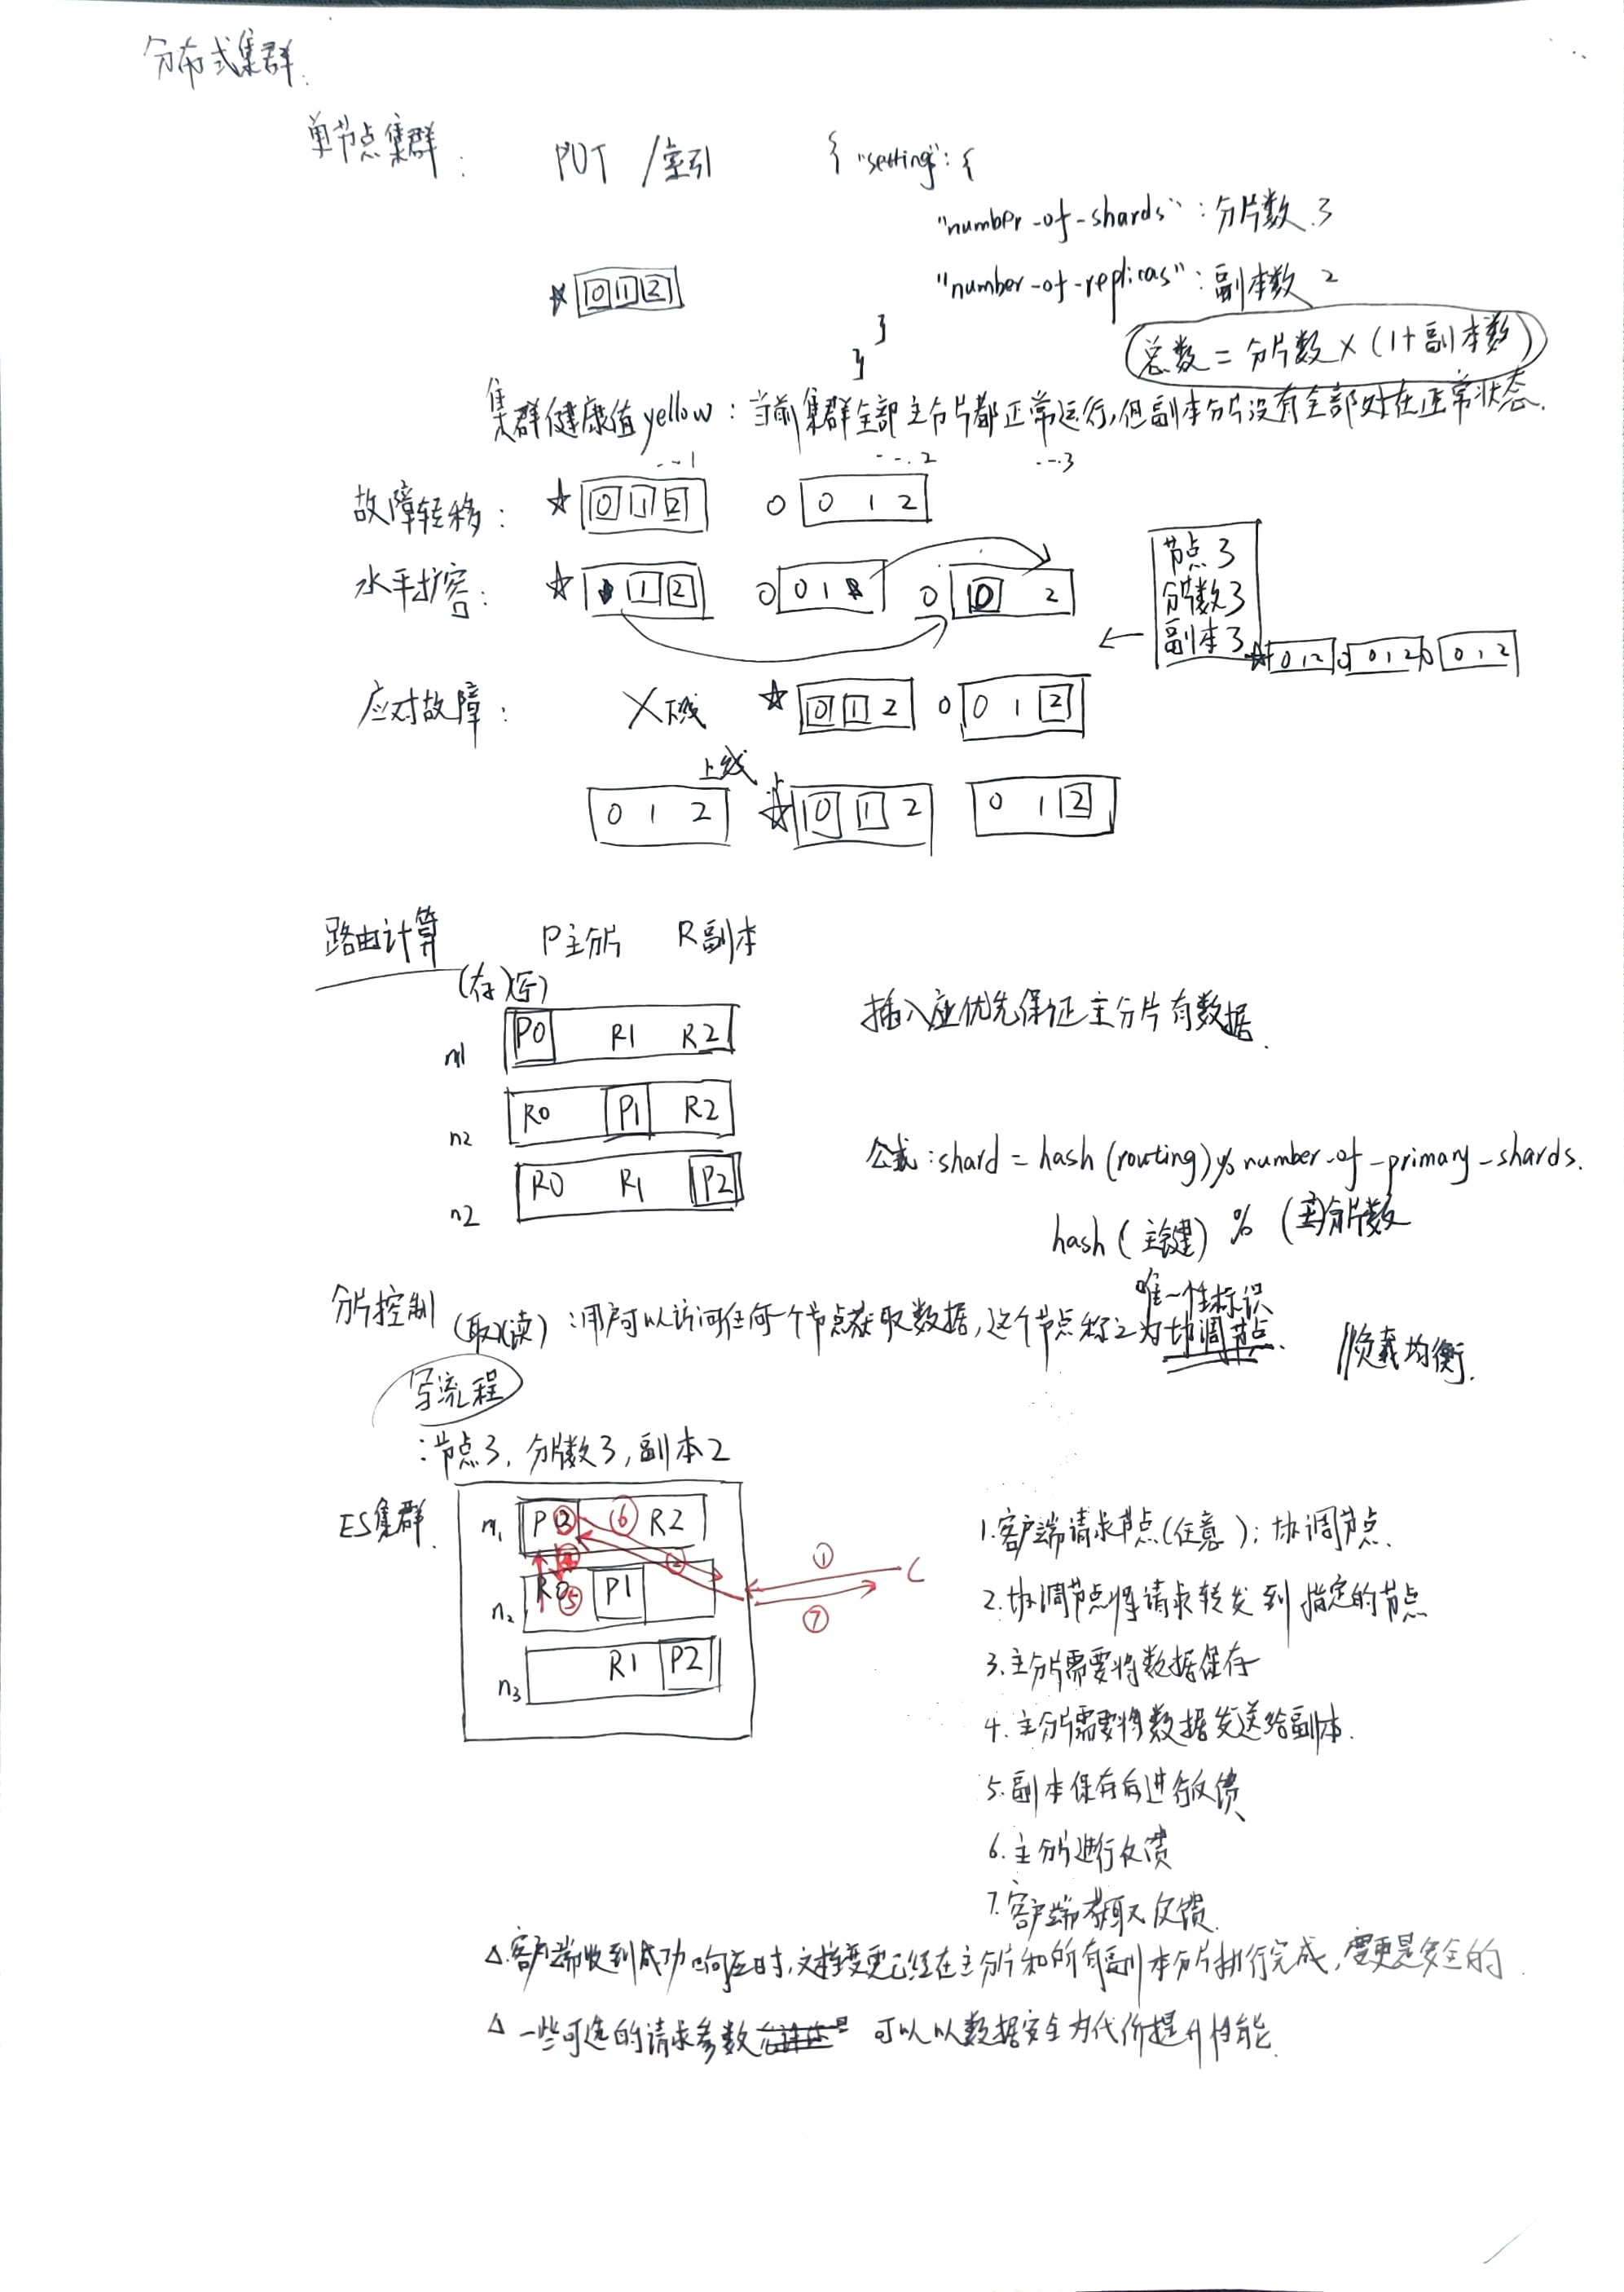 分布式集群:
单节点集群: PUT /索引 { "setting": {
"number-of-shards": 分片数 3
"number-of-replicas": 副本数 2
}
}
总数 = 分片数 × (1+副本数)
集群健康值yellow: 当前集群全部主分片都正常运行,但副本分片没有全部处在正常状态.
☆ 0 1 2
---1 ---2 ---3
故障转移: ☆ 0 1 2 0 0 1 2
水平扩容: ☆ 1 2 0 0 1 0 0 2
节点 3
分片数 3
副本 3
☆ 0 1 2 0 1 2 0 1 2
应对故障: X下线 ☆ 0 1 2 0 0 1 2
上线
0 1 2 ☆ 0 1 2 0 1 2
路由计算 P主分片 R副本
(存)(写)
n1 P0 R1 R2
插入应优先保证主分片有数据.
n2 R0 P1 R2
公式: shard = hash (routing) % number-of-primary-shards.
n2 R0 R1 P2
hash (主键) % (主)分片数
唯一性标识
分片控制 (取)(读): 用户可以访问任何一个节点获取数据,这个节点称之为协调节点. //负载均衡.
写流程
: 节点3, 分片数3, 副本2
ES集群.
n1 P0 R2
n2 R0 P1
n3 R1 P2
① ② ③ ⑤ ⑥ ⑦ C
1.客户端请求节点(任意): 协调节点.
2.协调节点将请求转发到指定的节点
3.主分片需要将数据保存
4.主分片需要将数据发送给副本.
5.副本保存后进行反馈
6.主分片进行反馈
7.客户端获取反馈.
△.客户端收到成功响应时,文档变更已经在主分片和所有副本分片执行完成,变更是安全的.
△ 一些可选的请求参数 可以以数据安全为代价提升性能.